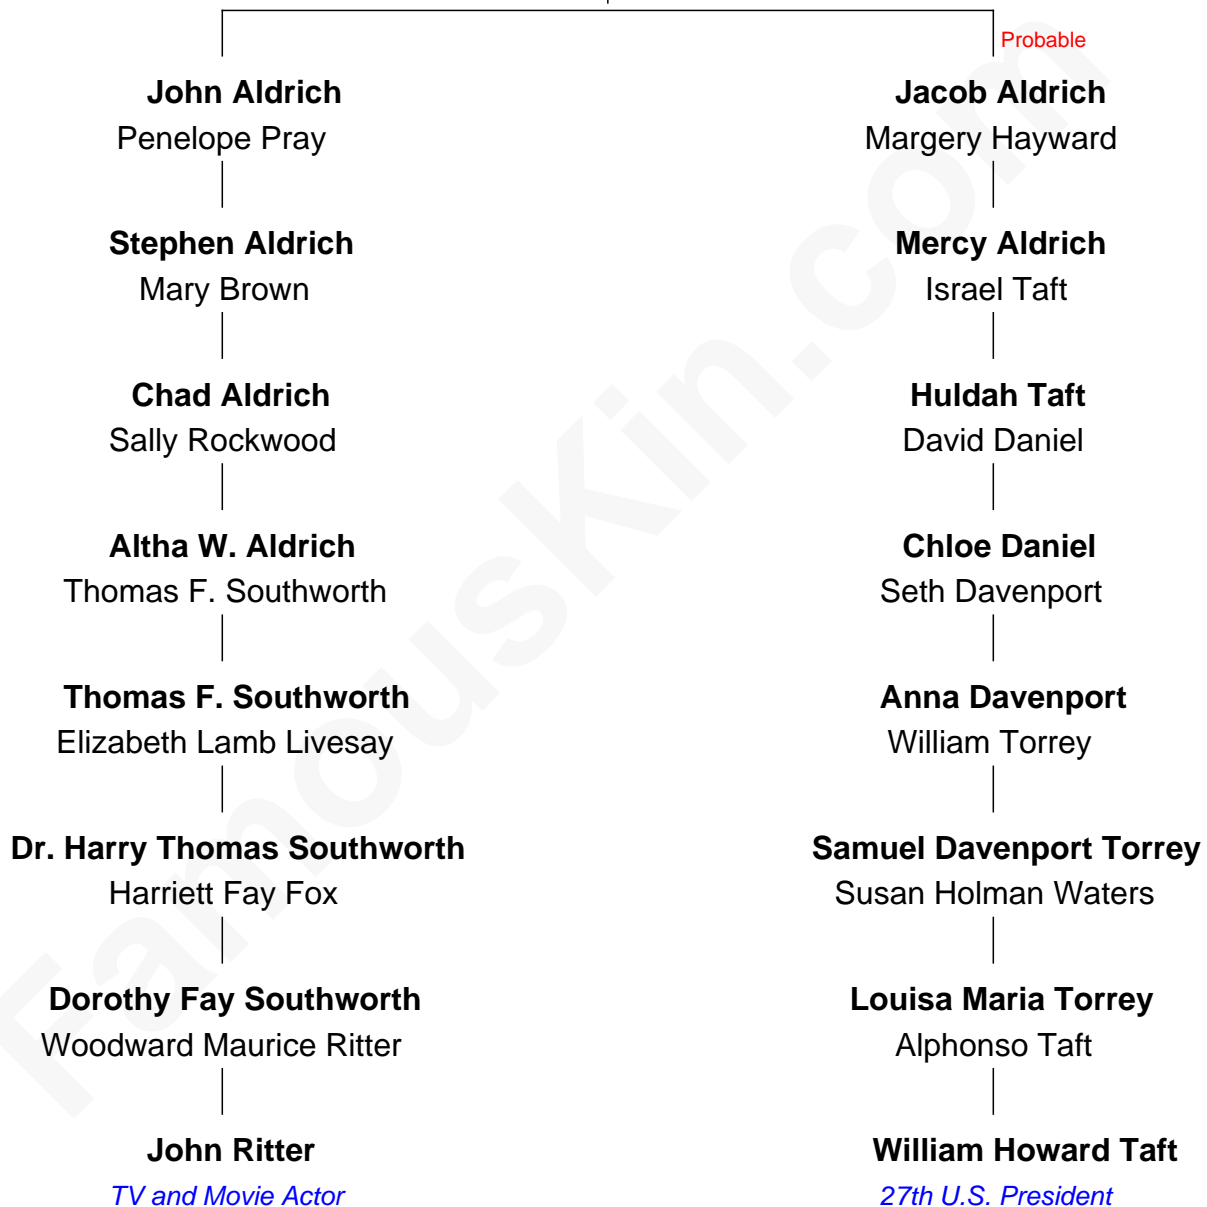 Probable
John Aldrich
Penelope Pray
Jacob Aldrich
Margery Hayward
Stephen Aldrich
Mary Brown
Mercy Aldrich
Israel Taft
Chad Aldrich
Sally Rockwood
Huldah Taft
David Daniel
Altha W. Aldrich
Thomas F. Southworth
Chloe Daniel
Seth Davenport
Thomas F. Southworth
Elizabeth Lamb Livesay
Anna Davenport
William Torrey
Dr. Harry Thomas Southworth
Harriett Fay Fox
Samuel Davenport Torrey
Susan Holman Waters
Dorothy Fay Southworth
Woodward Maurice Ritter
Louisa Maria Torrey
Alphonso Taft
John Ritter
TV and Movie Actor
William Howard Taft
27th U.S. President
FamousKin.com